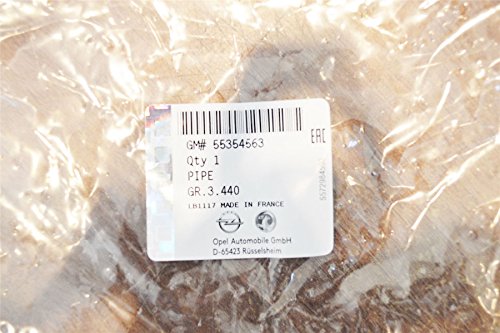 GM# 55354563
Qty 1
PIPE
GR.3.440
LB1117 MADE IN FRANCE
Opel Automobile GmbH
D-65423 Rüsselsheim
EAC